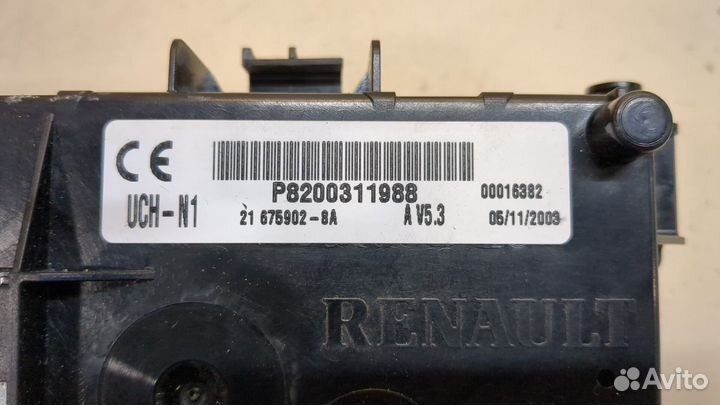 CE
P8200311988
00016382
UCH-N1
21 675902-8A
A V5.3
05/11/2003
RENAULT
Avito